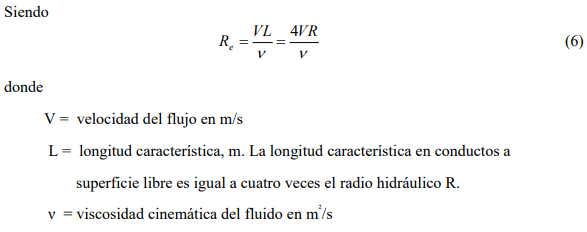 Siendo
R_e = VL/ν = 4VR/ν (6)
donde
V = velocidad del flujo en m/s
L = longitud característica, m. La longitud característica en conductos a
superficie libre es igual a cuatro veces el radio hidráulico R.
ν = viscosidad cinemática del fluido en m²/s